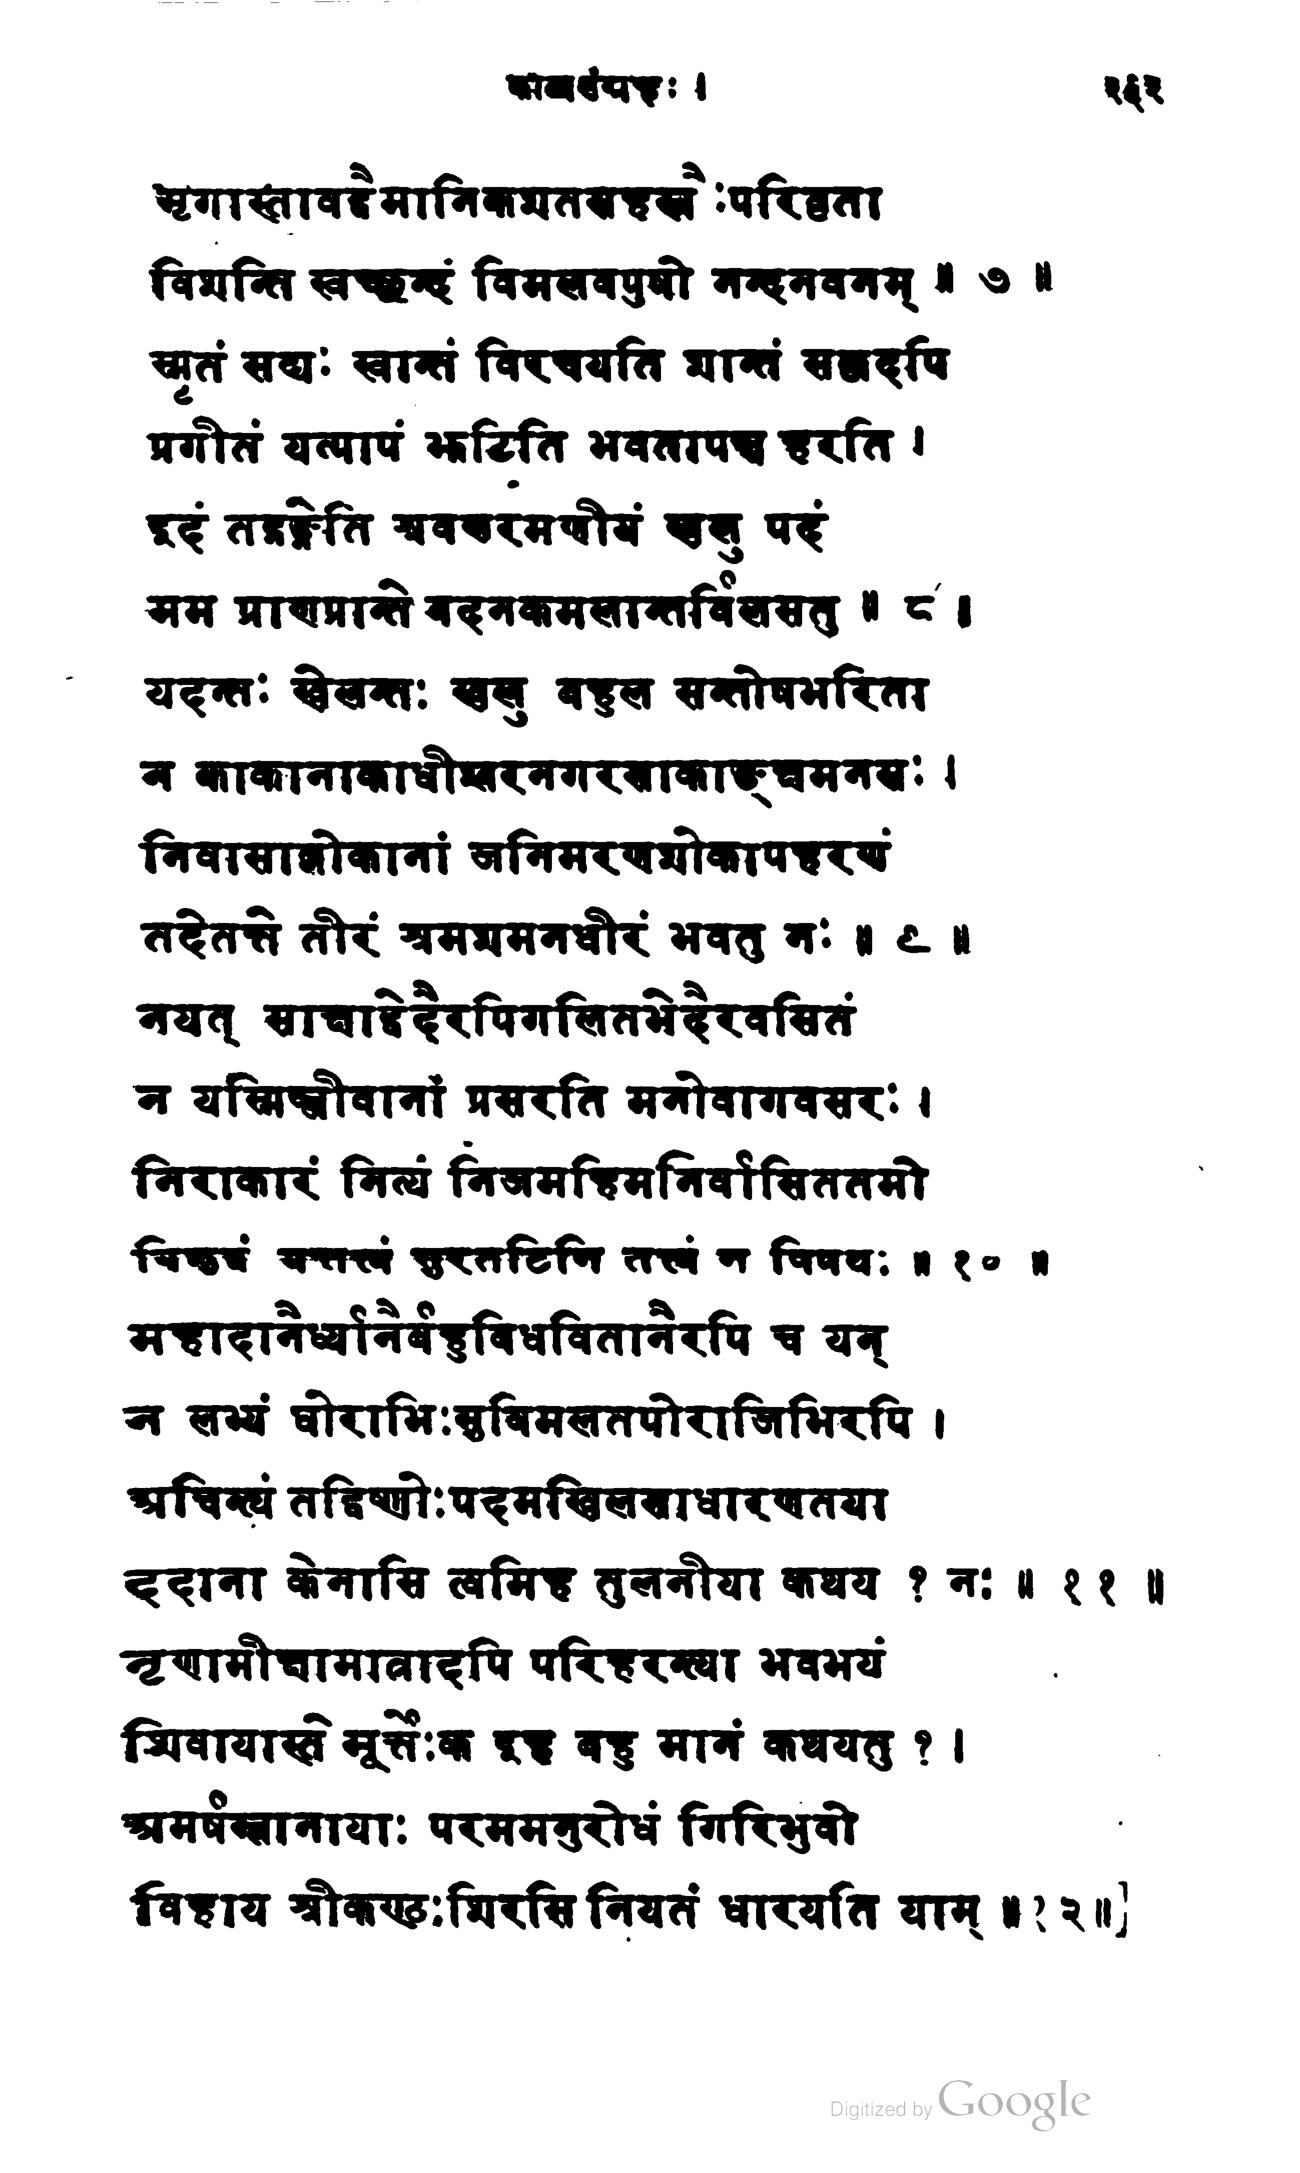 काव्यसंग्रहः । २६३
मृगास्तावद्वैमानिकशतसहस्रैःपरिवृता
विशन्ति स्वच्छन्दं विमलवपुषो नन्दनवनम् ॥ ७ ॥
स्मृतं सद्यः स्वान्तं विरचयति शान्तं सकृदपि
प्रगीतं यत्पापं झटिति भवतापञ्च हरति ।
इदं तद्गङ्गेति श्रवणरमणीयं खलु पदं
मम प्राणप्रान्ते वदनकमलान्तर्विलसतु ॥ ८ ।
यदन्तः खेलन्तः खलु बहुल सन्तोषभरिता
न काकानाकाधीश्वरनगरसाकाङ्क्षमनसः ।
निवासाल्लोकानां जनिमरणशोकापहरणं
तदेतत्ते तीरं श्रमशमनधीरं भवतु नः ॥ ९ ॥
नयत् साक्षाद्वेदैरपिगलितभेदैरवसितं
न यस्मिञ्जीवानां प्रसरति मनोवागवसरः ।
निराकारं नित्यं निजमहिमनिर्वासिततमो
विशुद्धं यत्तत्त्वं सुरतटिनि तत्त्वं न विषयः ॥ १० ॥
महादानैर्ध्यानैर्बहुविधवितानैरपि च यन्
न लभ्यं घोराभिःसुविमलतपोराजिभिरपि ।
अचिन्त्यं तद्विष्णोःपदमखिलसाधारणतया
ददाना केनासि त्वमिह तुलनीया कथय ? नः ॥ ११ ॥
नृणामीक्षामात्रादपि परिहरन्त्या भवभयं
शिवायास्ते मूर्त्तेःक इह बहु मानं कथयतु ? ।
अमर्षम्लानायाः परममनुरोधं गिरिभुवो
विहाय श्रीकण्ठःशिरसि नियतं धारयति याम् ॥ १२ ॥
Digitized by Google